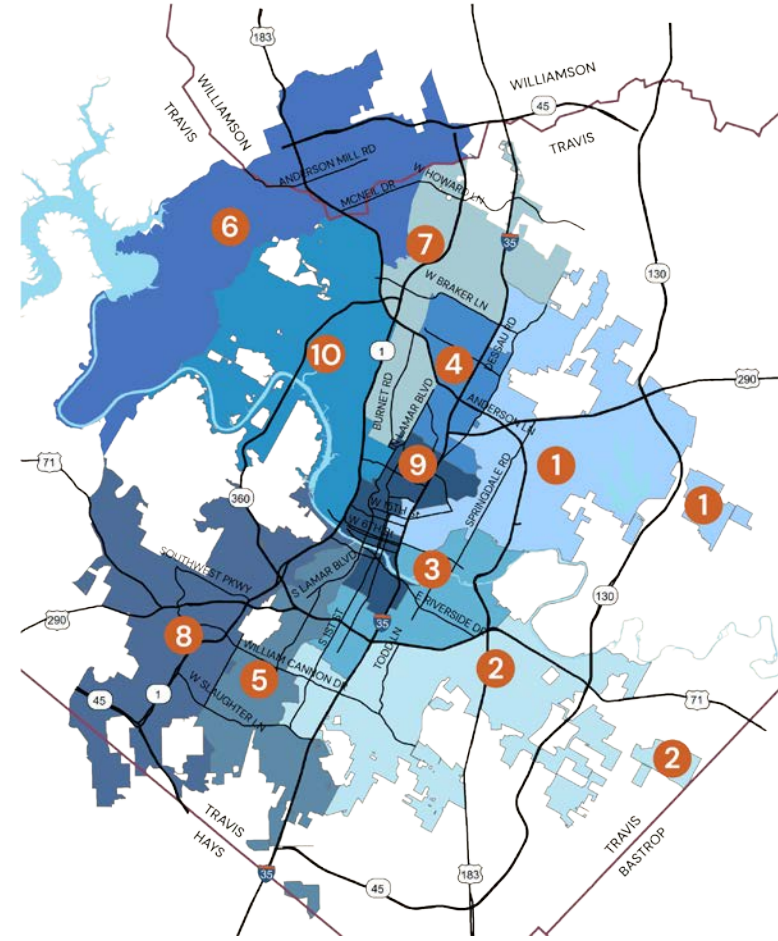 183
WILLIAMSON
WILLIAMSON
TRAVIS
45
TRAVIS
ANDERSON MILL RD
W HOWARD LN
MCNEIL DR
6
7
35
130
W BRAKER LN
10
1
4
DESSAU RD
290
BURNET RD
N LAMAR BLVD
ANDERSON LN
9
1
71
SPRINGDALE RD
360
W 15TH ST
1
W 6TH ST
SOUTHWEST PKWY
S LAMAR BLVD
3
130
E RIVERSIDE DR
290
8
S 1ST ST
35
TODD LN
2
WILLIAM CANNON DR
5
W SLAUGHTER LN
45
1
71
2
TRAVIS
HAYS
TRAVIS
BASTROP
35
45
183